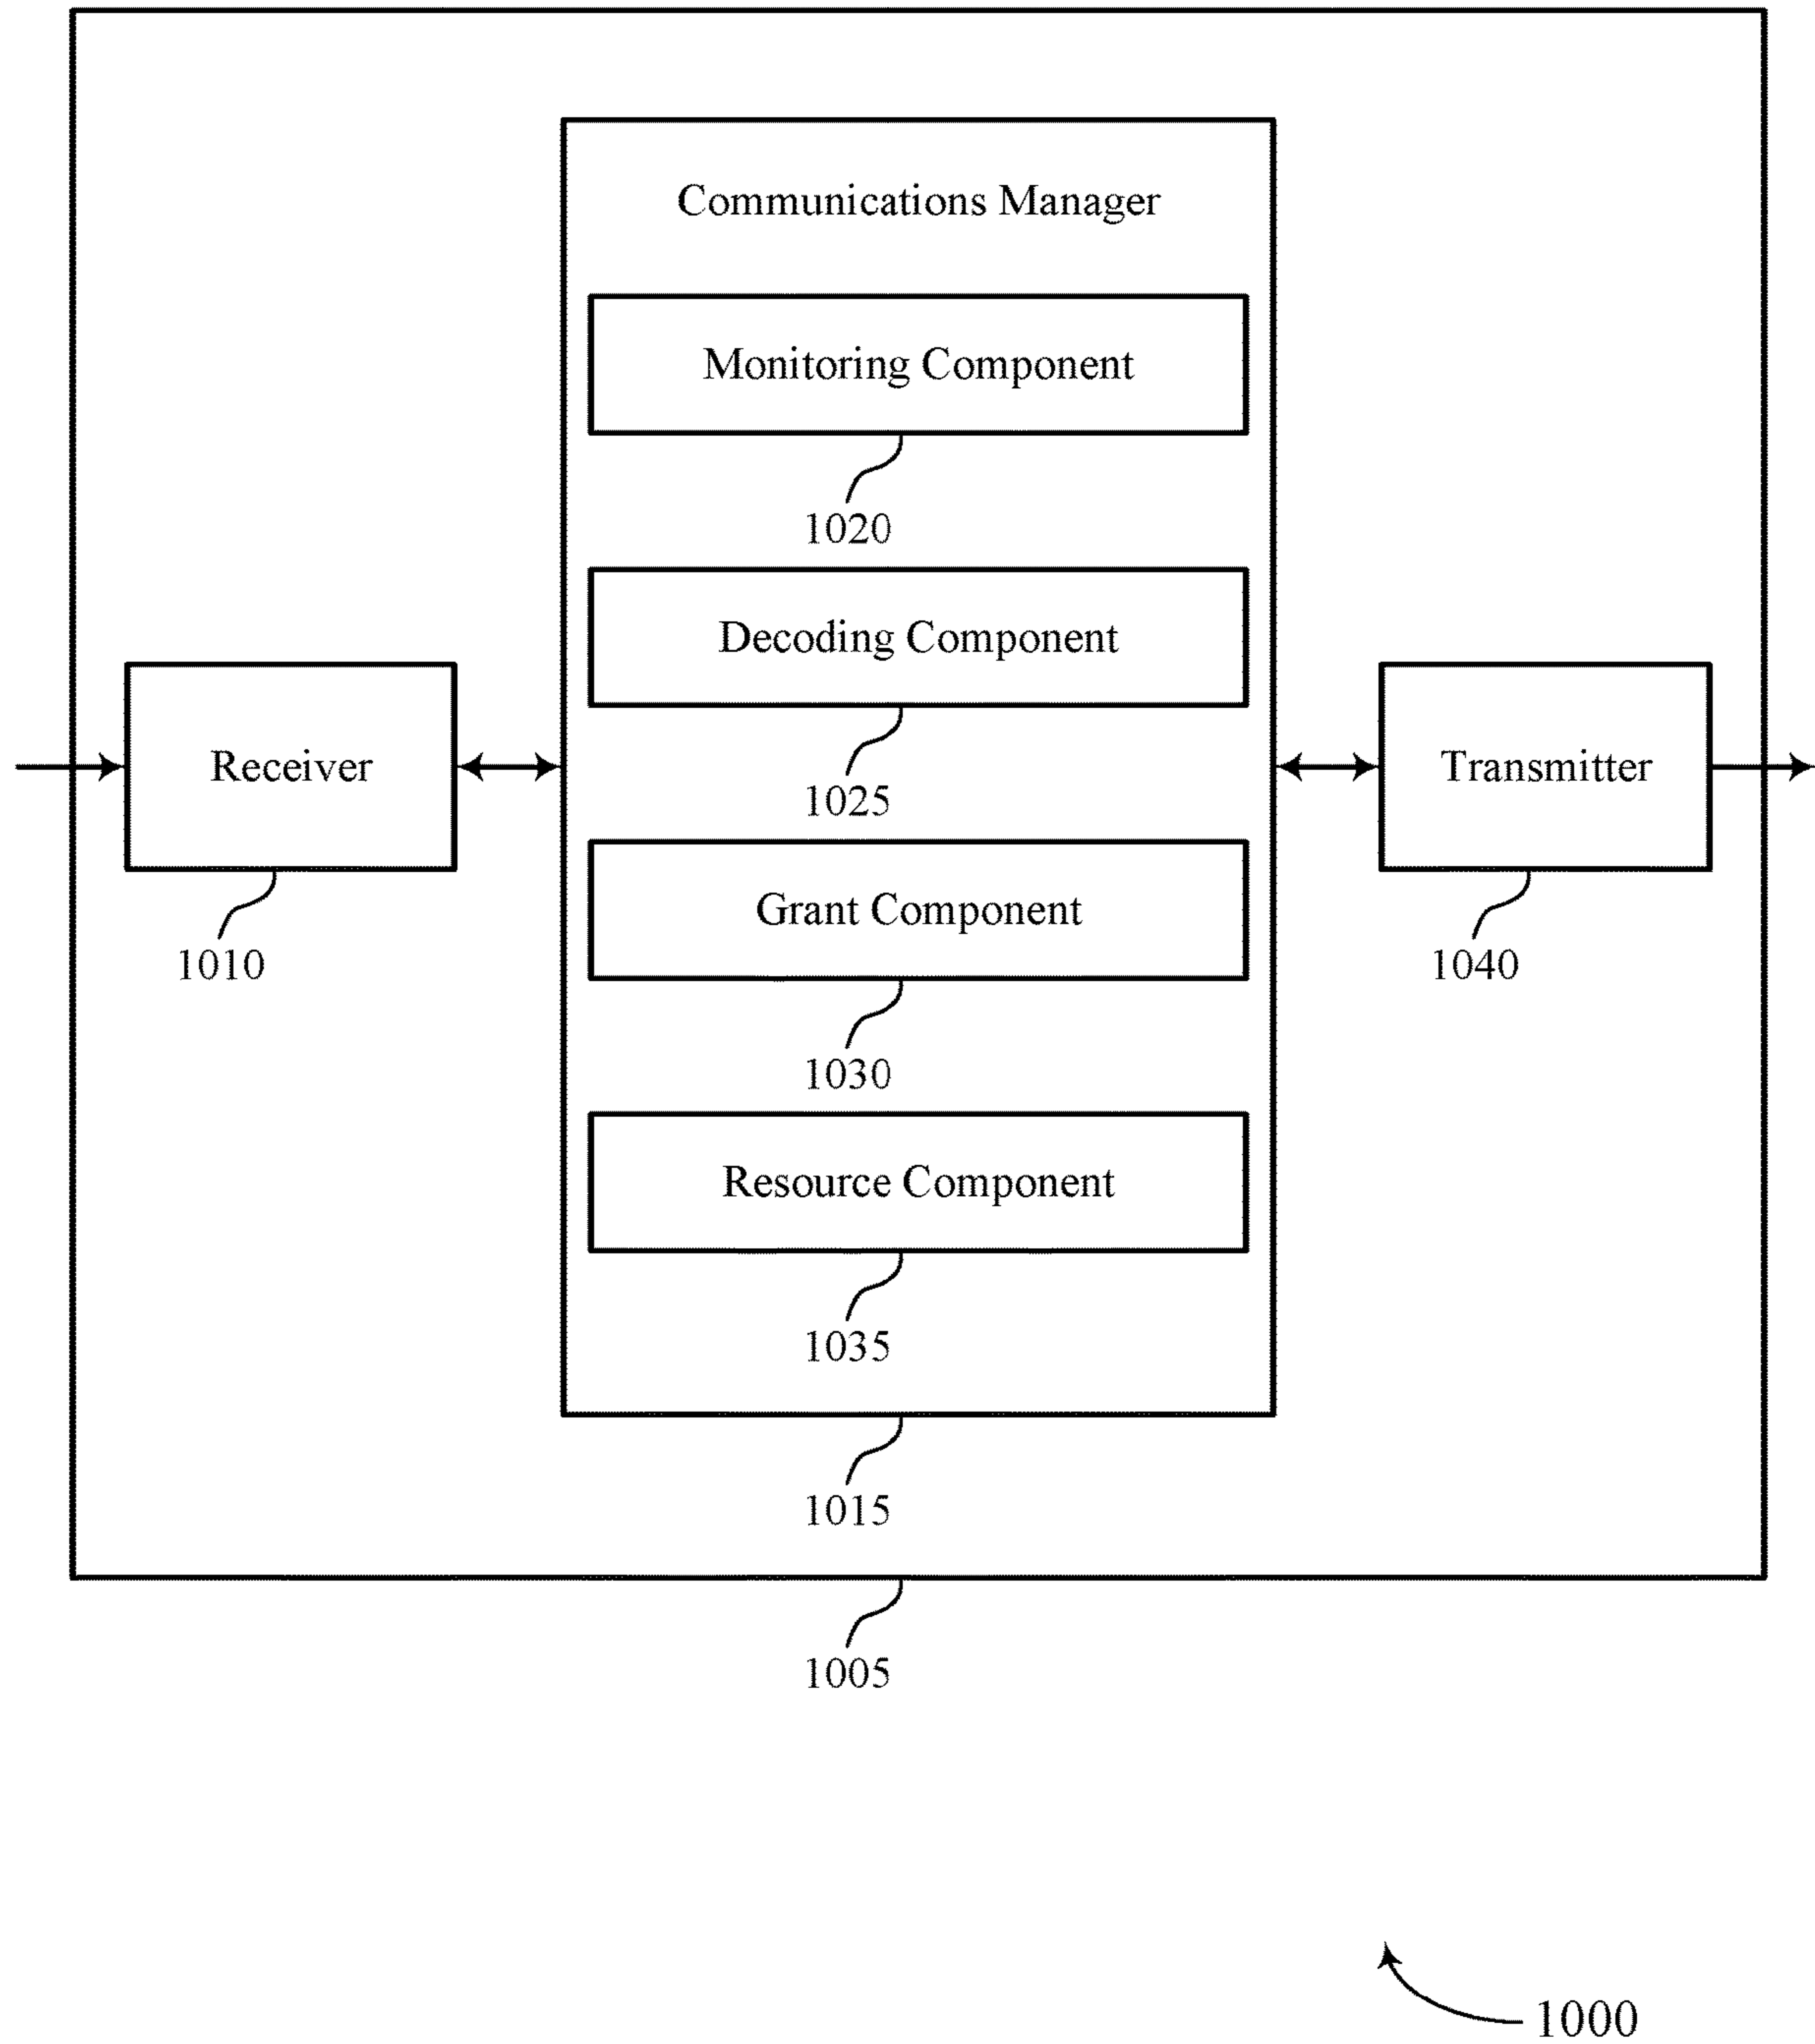 Communications Manager
Monitoring Component
1020
Decoding Component
1025
Receiver
1010
Transmitter
1040
Grant Component
1030
Resource Component
1035
1015
1005
1000